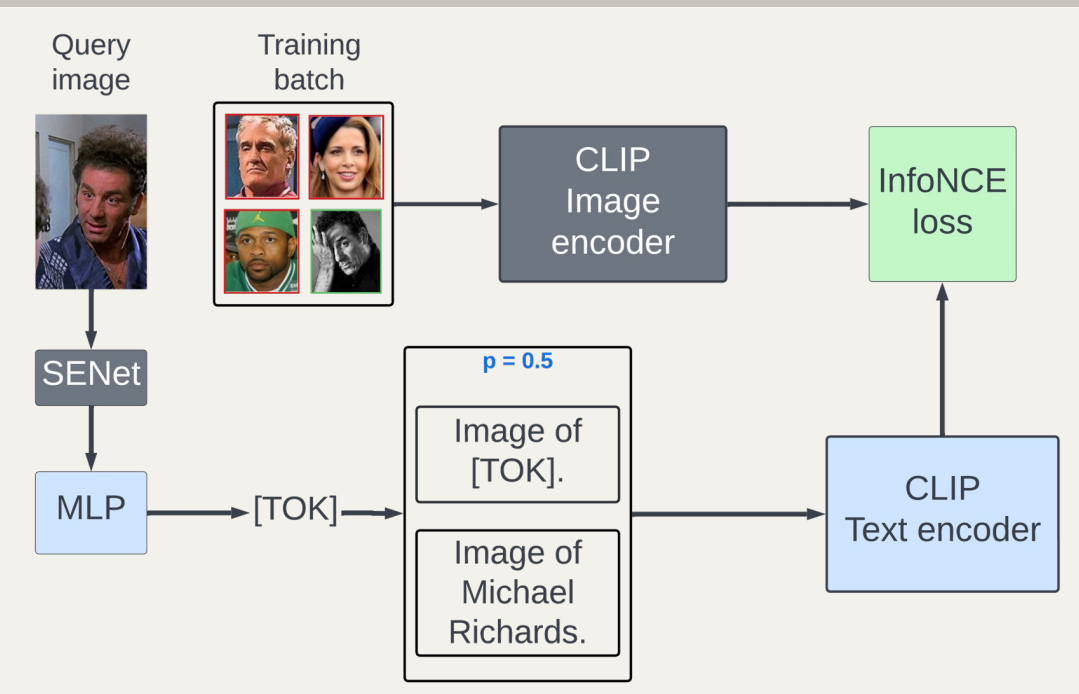 Query
image
Training
batch
CLIP
Image
encoder
InfoNCE
loss
SENet
MLP
[TOK]
p = 0.5
Image of
[TOK].
Image of
Michael
Richards.
CLIP
Text encoder